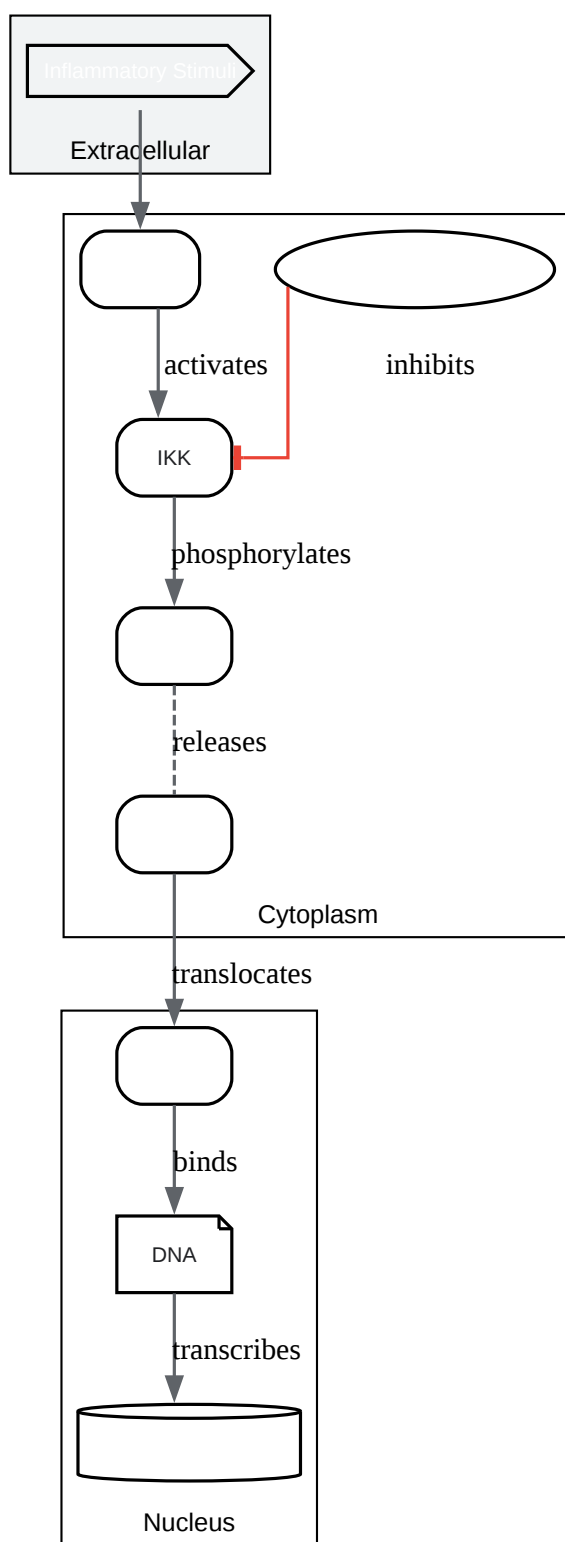 Inflammatory Stimuli
Extracellular
activates
inhibits
IKK
phosphorylates
releases
Cytoplasm
translocates
binds
DNA
transcribes
Nucleus